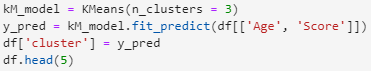 kM_model = KMeans(n_clusters = 3)
y_pred = kM_model.fit_predict(df[['Age', 'Score']])
df['cluster'] = y_pred
df.head(5)